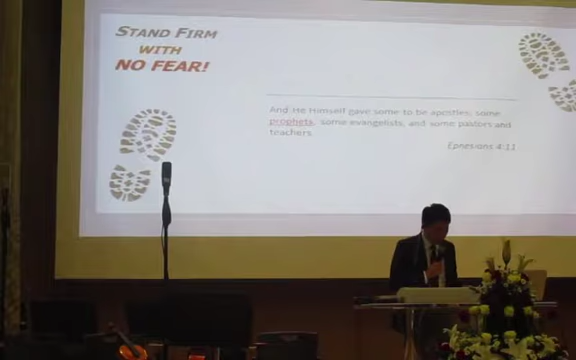 STAND FIRM
WITH
NO FEAR!
And He Himself gave some to be apostles, some
prophets, some evangelists, and some pastors and
teachers.
Ephesians 4:11